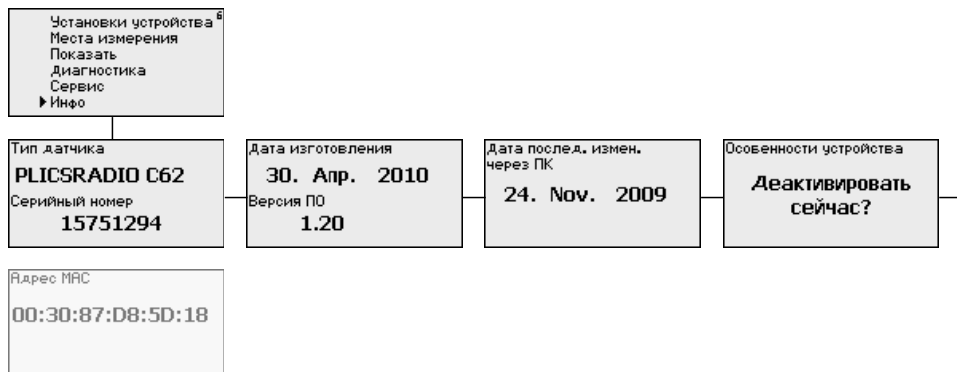 Установки устройства 6
Места измерения
Показать
Диагностика
Сервис
Инфо
Тип датчика
PLICSRADIO C62
Серийный номер
15751294
Дата изготовления
30. Апр. 2010
Версия ПО
1.20
Дата послед. измен.
через ПК
24. Nov. 2009
Особенности устройства
Деактивировать
сейчас?
Адрес MAC
00:30:87:D8:5D:18